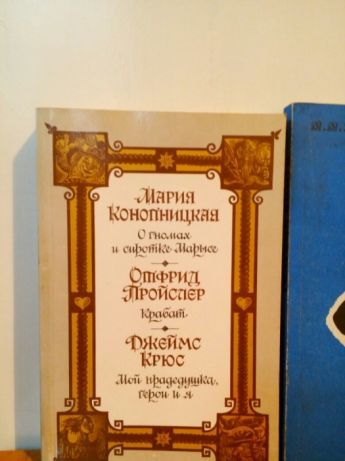 Мария
Конопницкая
О гномах
и сиротке Марысе
Отфрид
Пройслер
Крабат
Джеймс
Крюс
Мой прадедушка,
герои и я